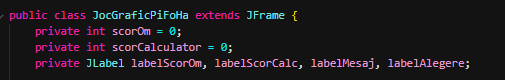 public class JocGraficPiFoHa extends JFrame {
    private int scorOm = 0;
    private int scorCalculator = 0;
    private JLabel labelScorOm, labelScorCalc, labelMesaj, labelAlegere;